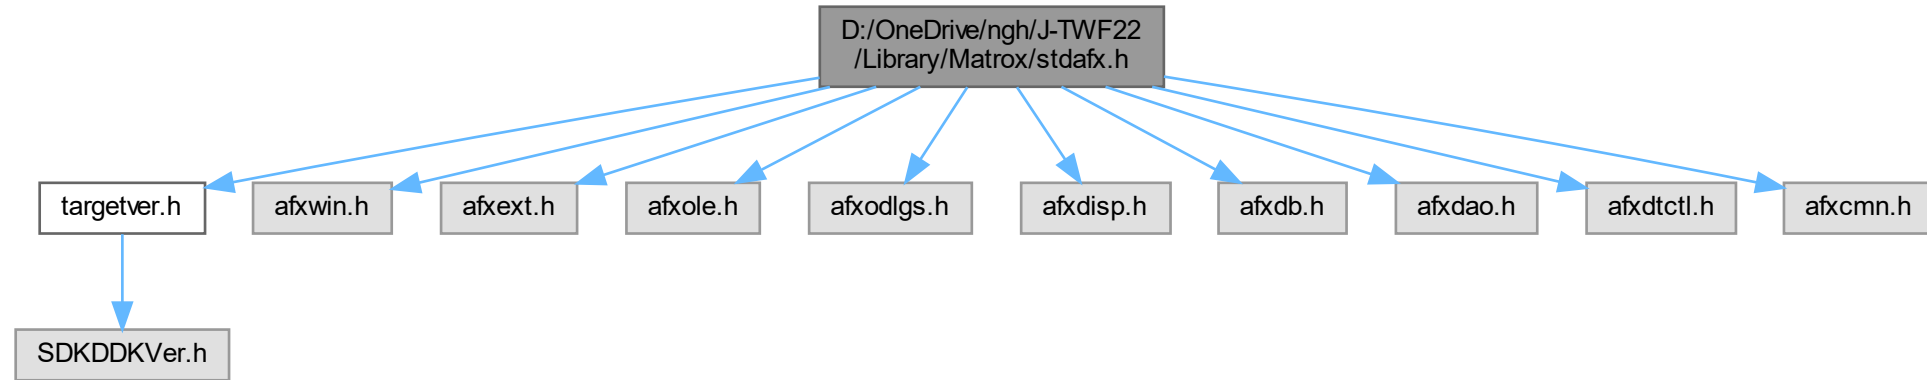 D:/OneDrive/ngh/J-TWF22
/Library/Matrox/stdafx.h
targetver.h
afxwin.h
afxext.h
afxole.h
afxodlgs.h
afxdisp.h
afxdb.h
afxdao.h
afxdtctl.h
afxcmn.h
SDKDDKVer.h